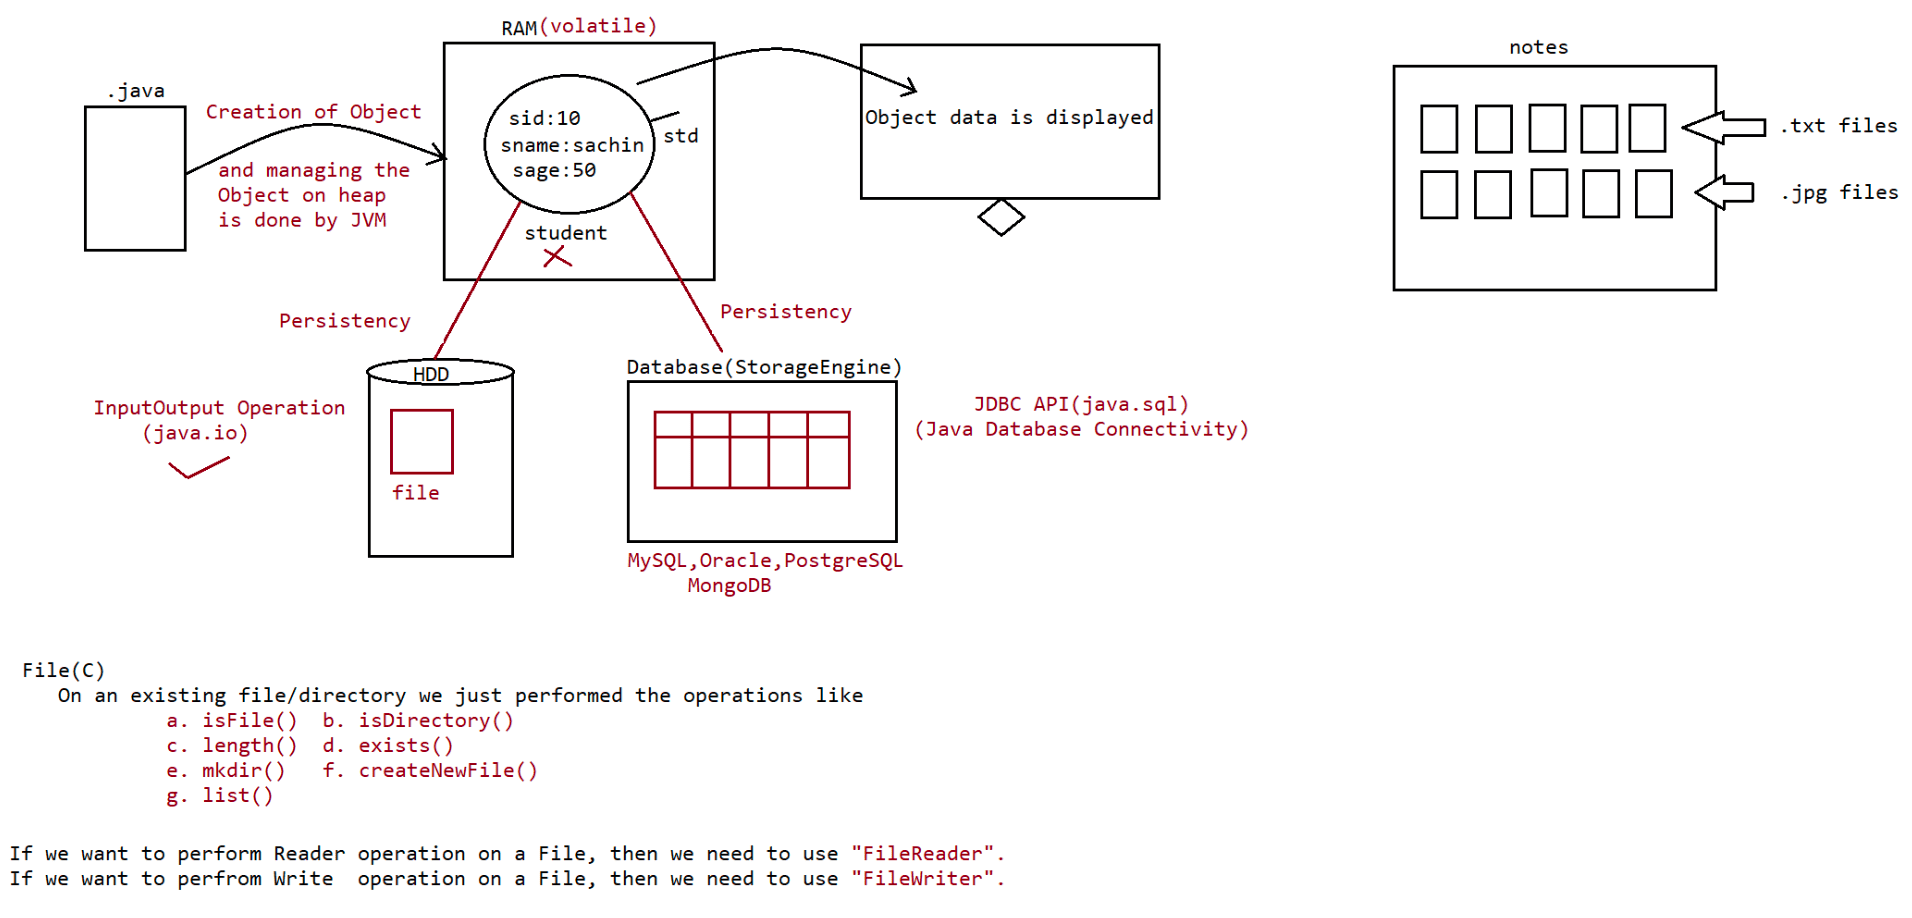 RAM(volatile)
.java
Creation of Object
and managing the
Object on heap
is done by JVM
sid:10
sname:sachin
sage:50
std
student
Object data is displayed
notes
.txt files
.jpg files
Persistency
Persistency
HDD
file
InputOutput Operation
(java.io)
Database(StorageEngine)
MySQL,Oracle,PostgreSQL
MongoDB
JDBC API(java.sql)
(Java Database Connectivity)
File(C)
On an existing file/directory we just performed the operations like
a. isFile() b. isDirectory()
c. length() d. exists()
e. mkdir() f. createNewFile()
g. list()
If we want to perform Reader operation on a File, then we need to use "FileReader".
If we want to perfrom Write operation on a File, then we need to use "FileWriter".